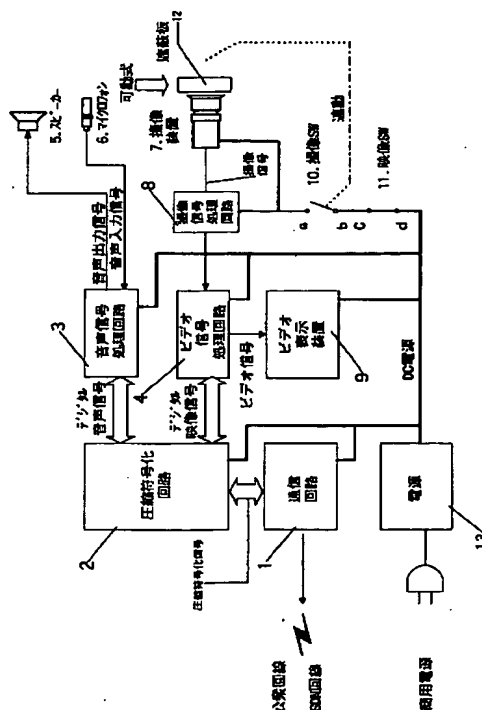 公衆回線
ISDN回線
商用電源
圧縮符号化信号
2
圧縮符号化
回路
1
通信
回路
電源
13
デジタル
音声信号
デジタル
映像信号
3
音声信号
処理回路
4
ビデオ
信号
処理回路
ビデオ信号
ビデオ
表示
装置
9
DC電源
音声出力信号
音声入力信号
5.スピーカー
6.マイクロフォン
可動式
7.撮像
装置
遮蔽板
12
8
撮像
信号処理
回路
撮像
信号
a
b
C
d
10.撮像SW
11.映像SW
連動